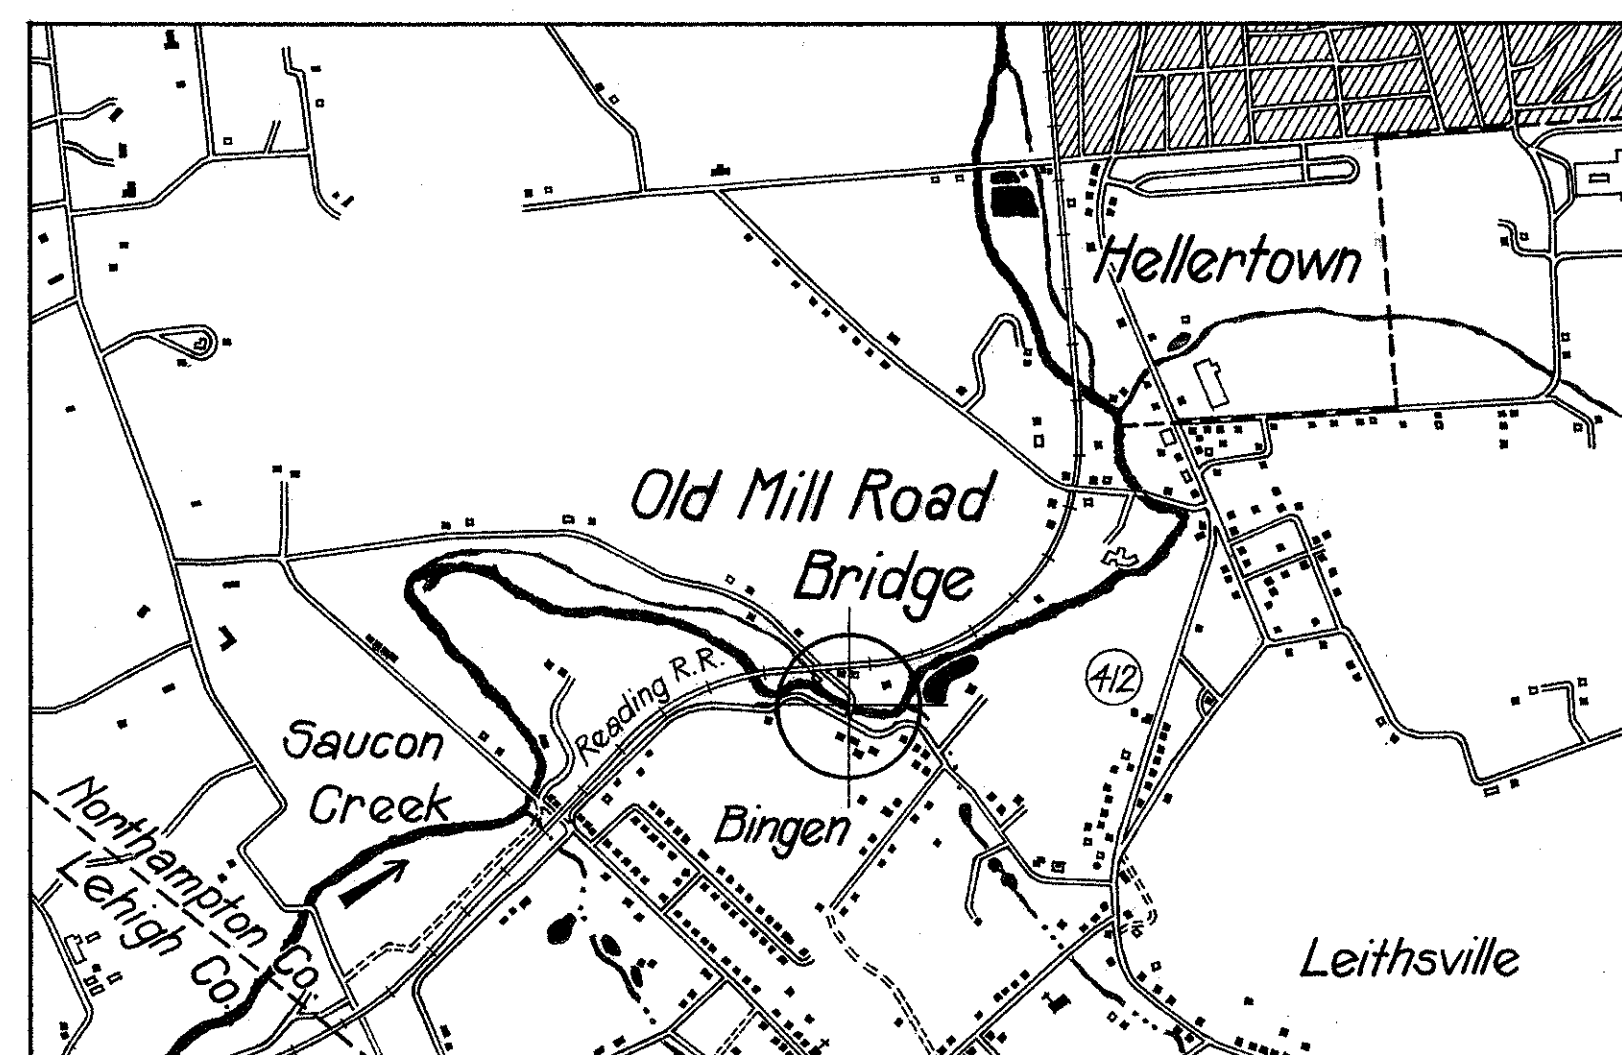 Hellertown
Old Mill Road
Bridge
412
Reading R.R.
Saucon
Creek
Bingen
Northampton Co.
Lehigh Co.
Leithsville